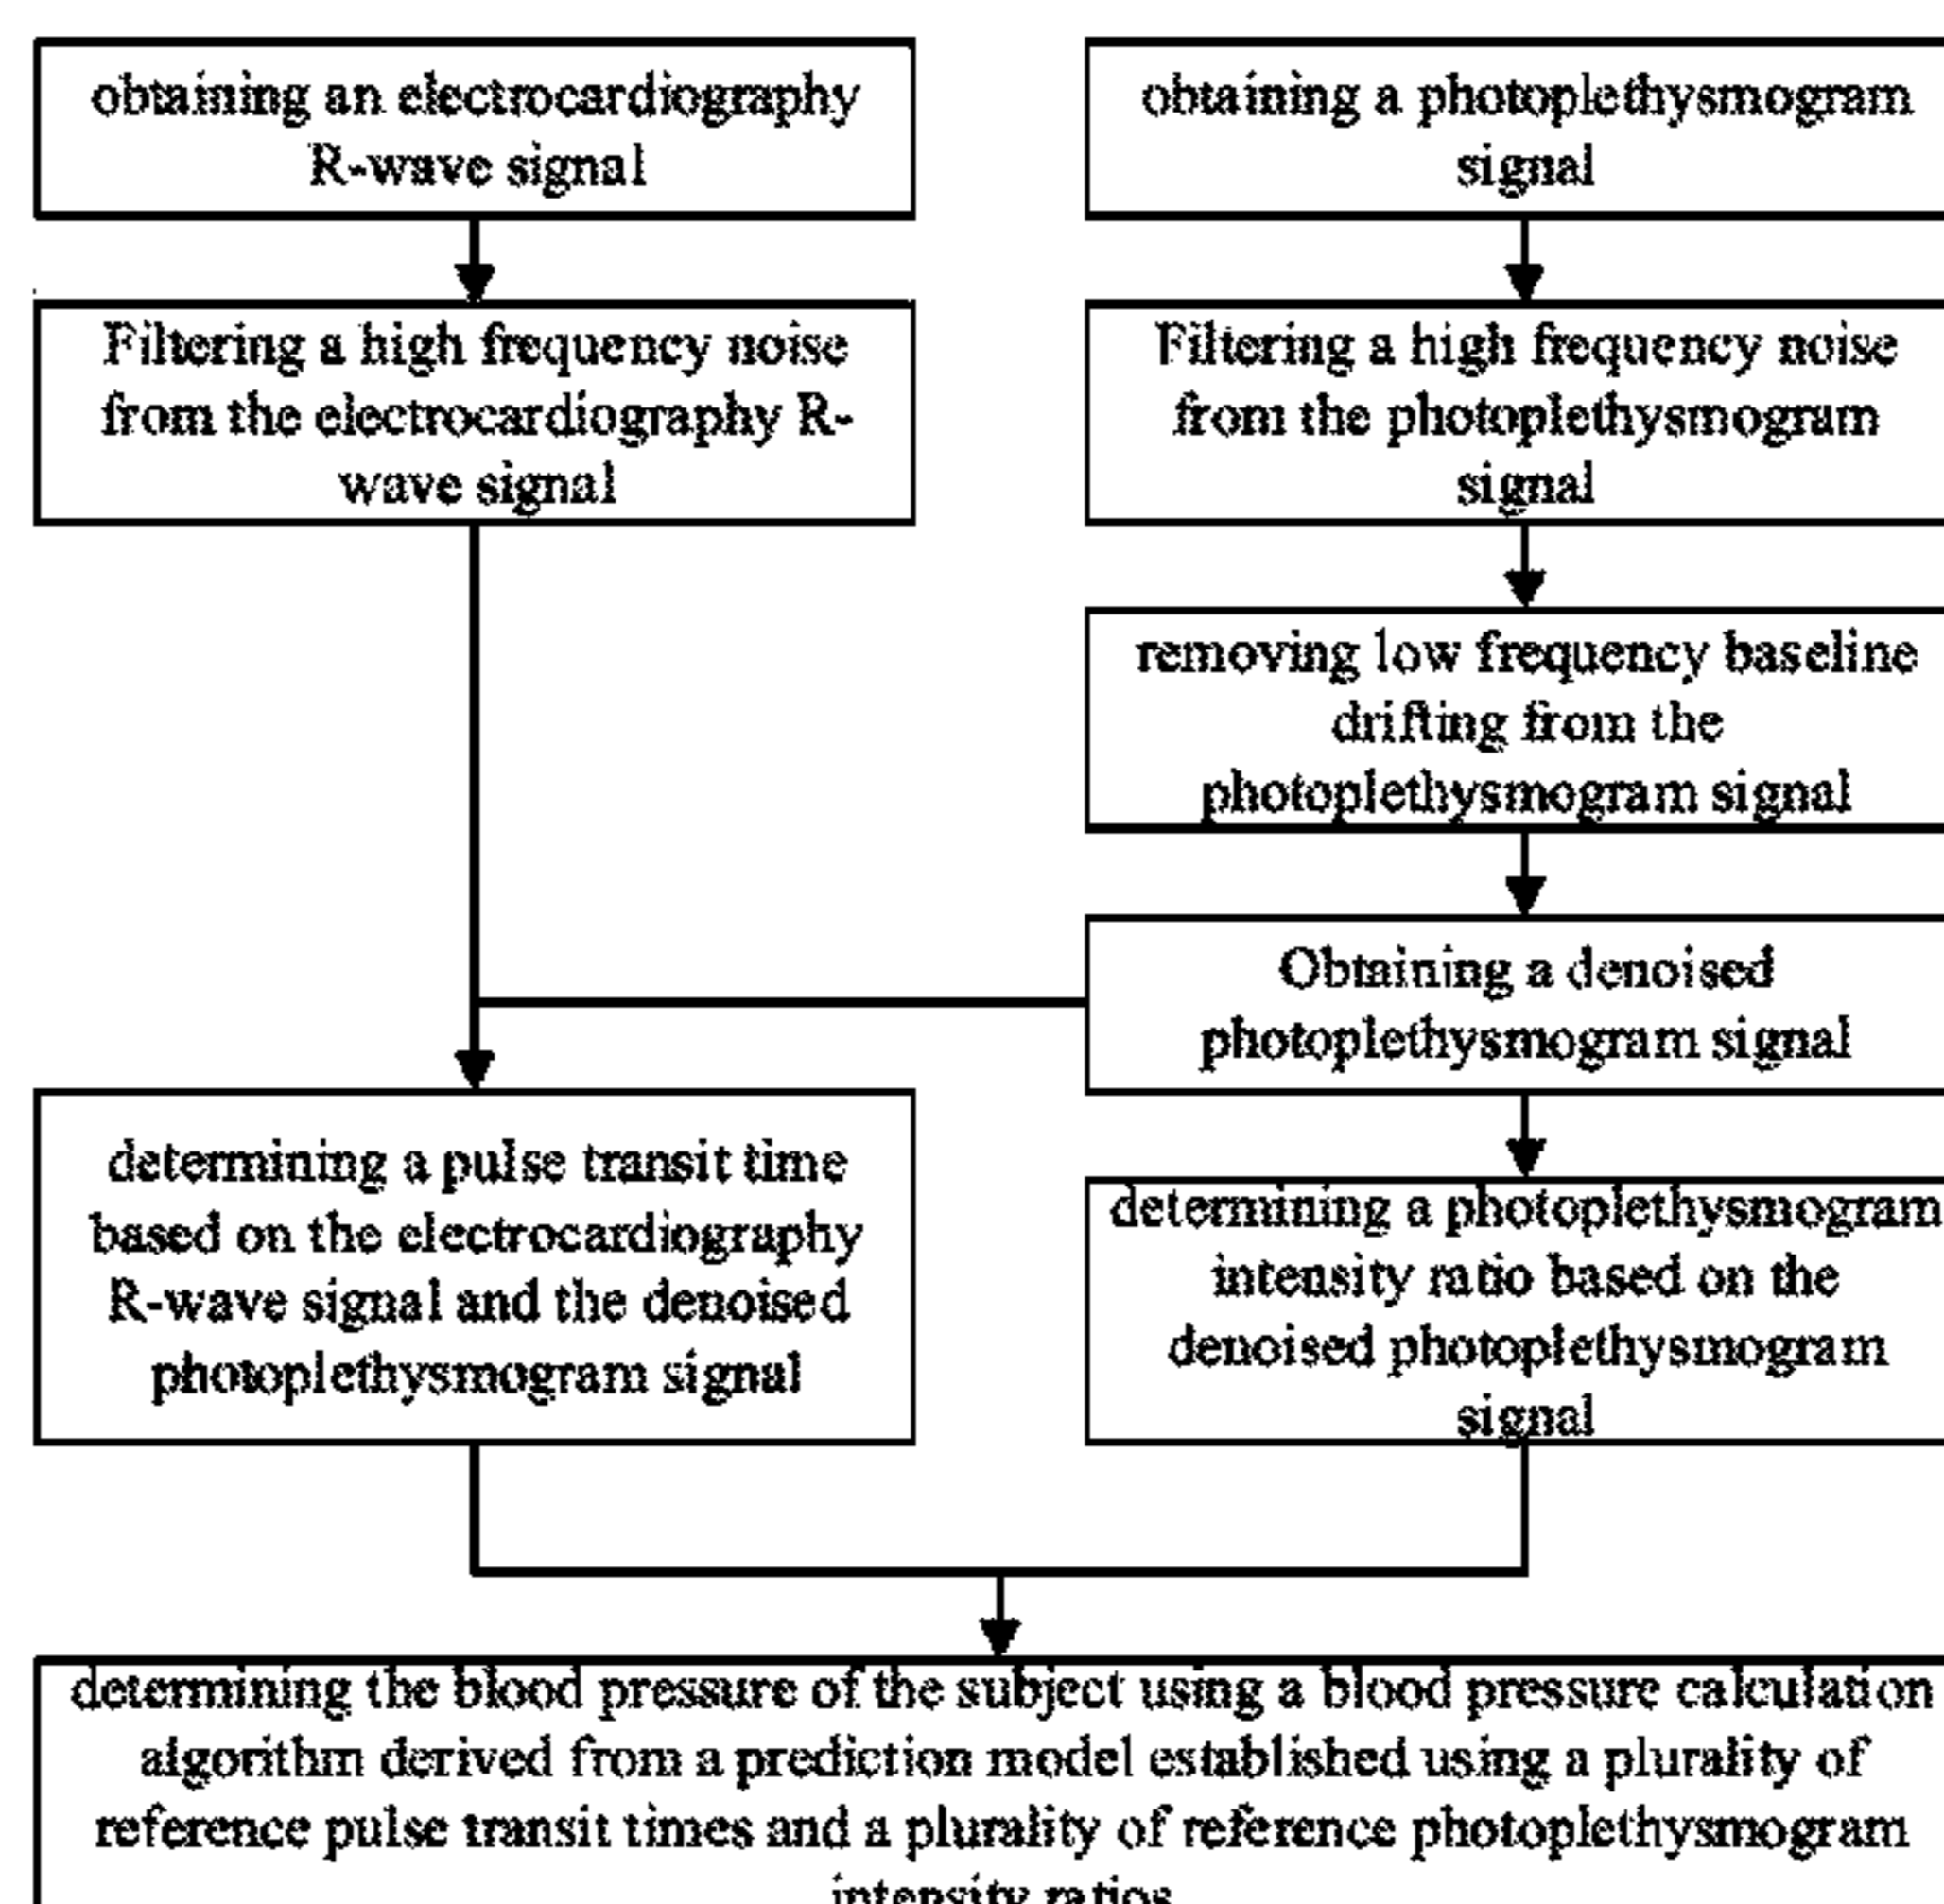 obtaining an electrocardiography
R-wave signal
obtaining a photoplethysmogram
signal
Filtering a high frequency noise
from the electrocardiography R-
wave signal
Filtering a high frequency noise
from the photoplethysmogram
signal
removing low frequency baseline
drifting from the
photoplethysmogram signal
Obtaining a denoised
photoplethysmogram signal
determining a pulse transit time
based on the electrocardiography
R-wave signal and the denoised
photoplethysmogram signal
determining a photoplethysmogram
intensity ratio based on the
denoised photoplethysmogram
signal
determining the blood pressure of the subject using a blood pressure calculation
algorithm derived from a prediction model established using a plurality of
reference pulse transit times and a plurality of reference photoplethysmogram
intensity ratios